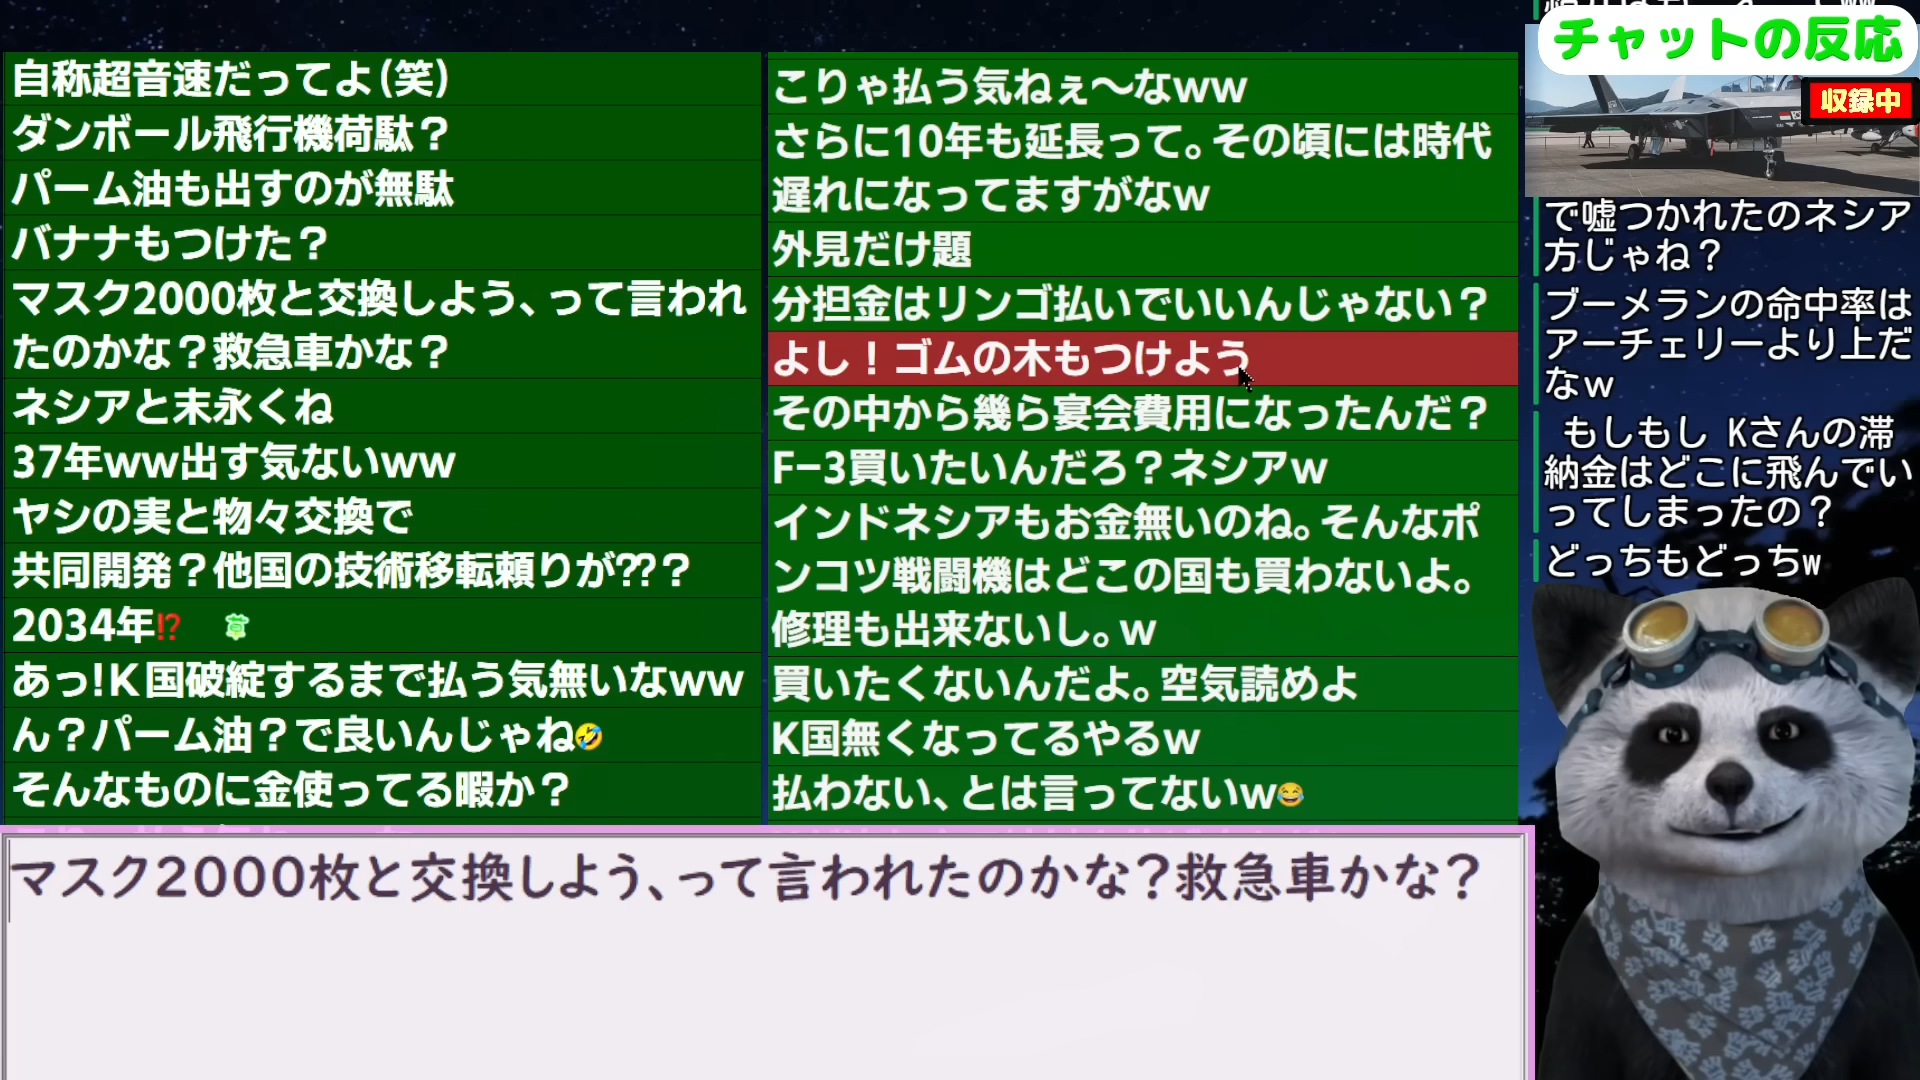 自称超音速だってよ(笑)
ダンボール飛行機荷駄？
パーム油も出すのが無駄
バナナもつけた？
マスク2000枚と交換しよう、って言われ
たのかな？救急車かな？
ネシアと末永くね
37年ww出す気ないww
ヤシの実と物々交換で
共同開発？他国の技術移転頼りが⁇？
2034年⁉ 草
あっ!K国破綻するまで払う気無いなww
ん？パーム油？で良いんじゃね🤣
そんなものに金使ってる暇か？
こりゃ払う気ねぇ〜なww
さらに10年も延長って。その頃には時代
遅れになってますがなw
外見だけ題
分担金はリンゴ払いでいいんじゃない？
よし！ゴムの木もつけよう
その中から幾ら宴会費用になったんだ？
F−3買いたいんだろ？ネシアw
インドネシアもお金無いのね。そんなポ
ンコツ戦闘機はどこの国も買わないよ。
修理も出来ないし。w
買いたくないんだよ。空気読めよ
K国無くなってるやるw
払わない、とは言ってないw😂
チャットの反応
収録中
で嘘つかれたのネシア
方じゃね？
ブーメランの命中率は
アーチェリーより上だ
なw
もしもし Kさんの滞
納金はどこに飛んでい
ってしまったの？
どっちもどっちw
マスク2000枚と交換しよう、って言われたのかな？救急車かな？